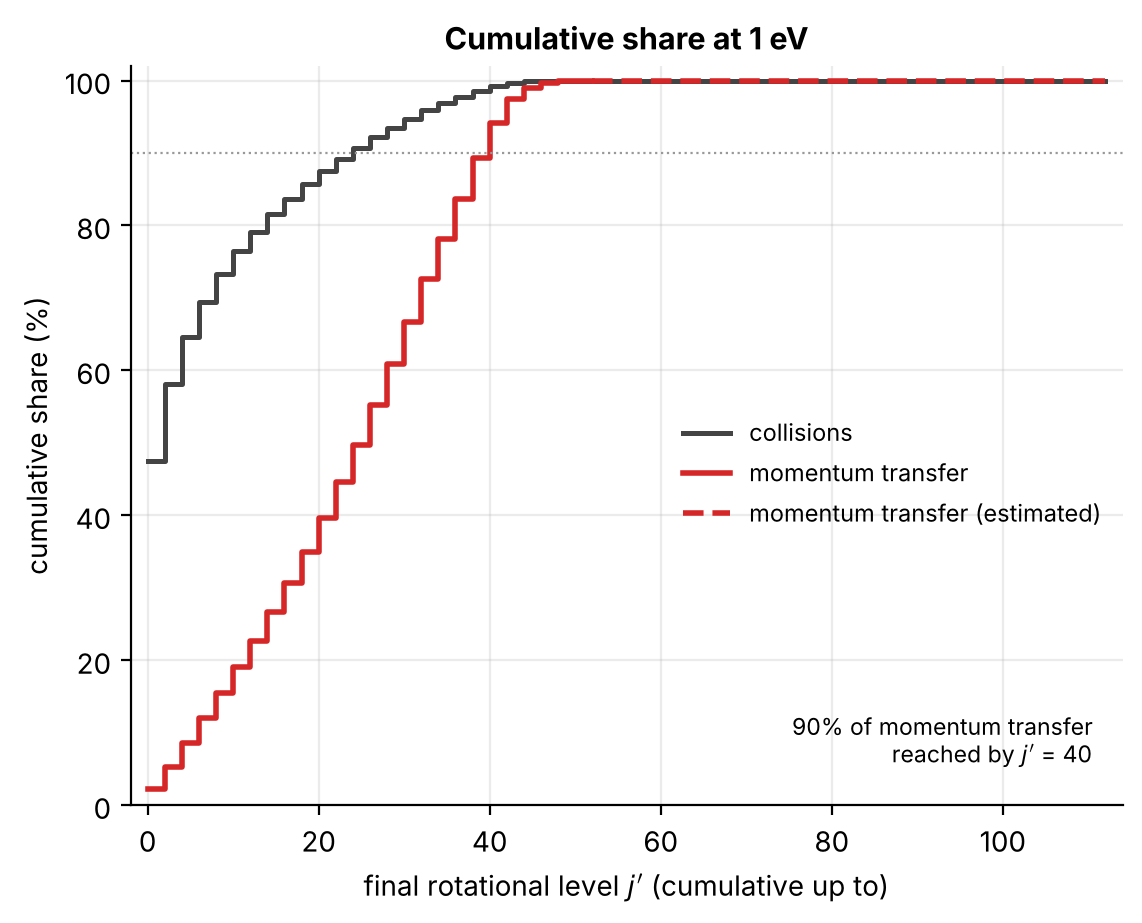 Cumulative share at 1 eV
100
80
60
40
20
0
cumulative share (%)
collisions
momentum transfer
momentum transfer (estimated)
90% of momentum transfer
reached by j′ = 40
0 20 40 60 80 100
final rotational level j′ (cumulative up to)